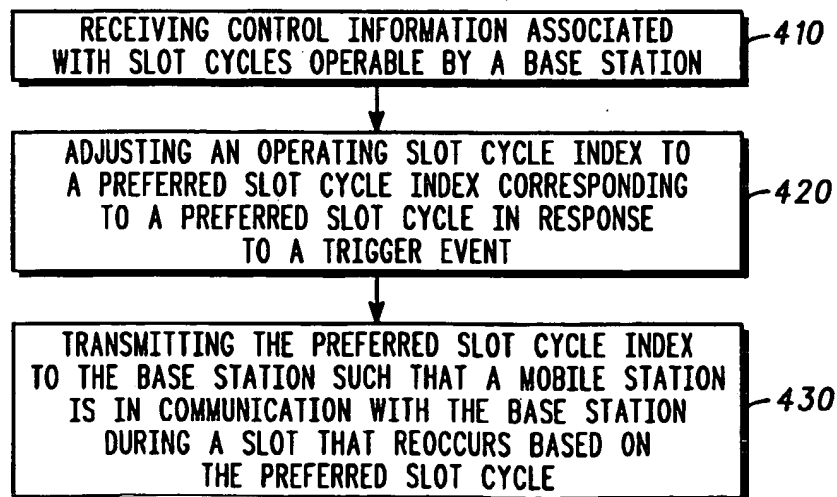 RECEIVING CONTROL INFORMATION ASSOCIATED
WITH SLOT CYCLES OPERABLE BY A BASE STATION
410
ADJUSTING AN OPERATING SLOT CYCLE INDEX TO
A PREFERRED SLOT CYCLE INDEX CORRESPONDING
TO A PREFERRED SLOT CYCLE IN RESPONSE
TO A TRIGGER EVENT
420
TRANSMITTING THE PREFERRED SLOT CYCLE INDEX
TO THE BASE STATION SUCH THAT A MOBILE STATION
IS IN COMMUNICATION WITH THE BASE STATION
DURING A SLOT THAT REOCCURS BASED ON
THE PREFERRED SLOT CYCLE.
430